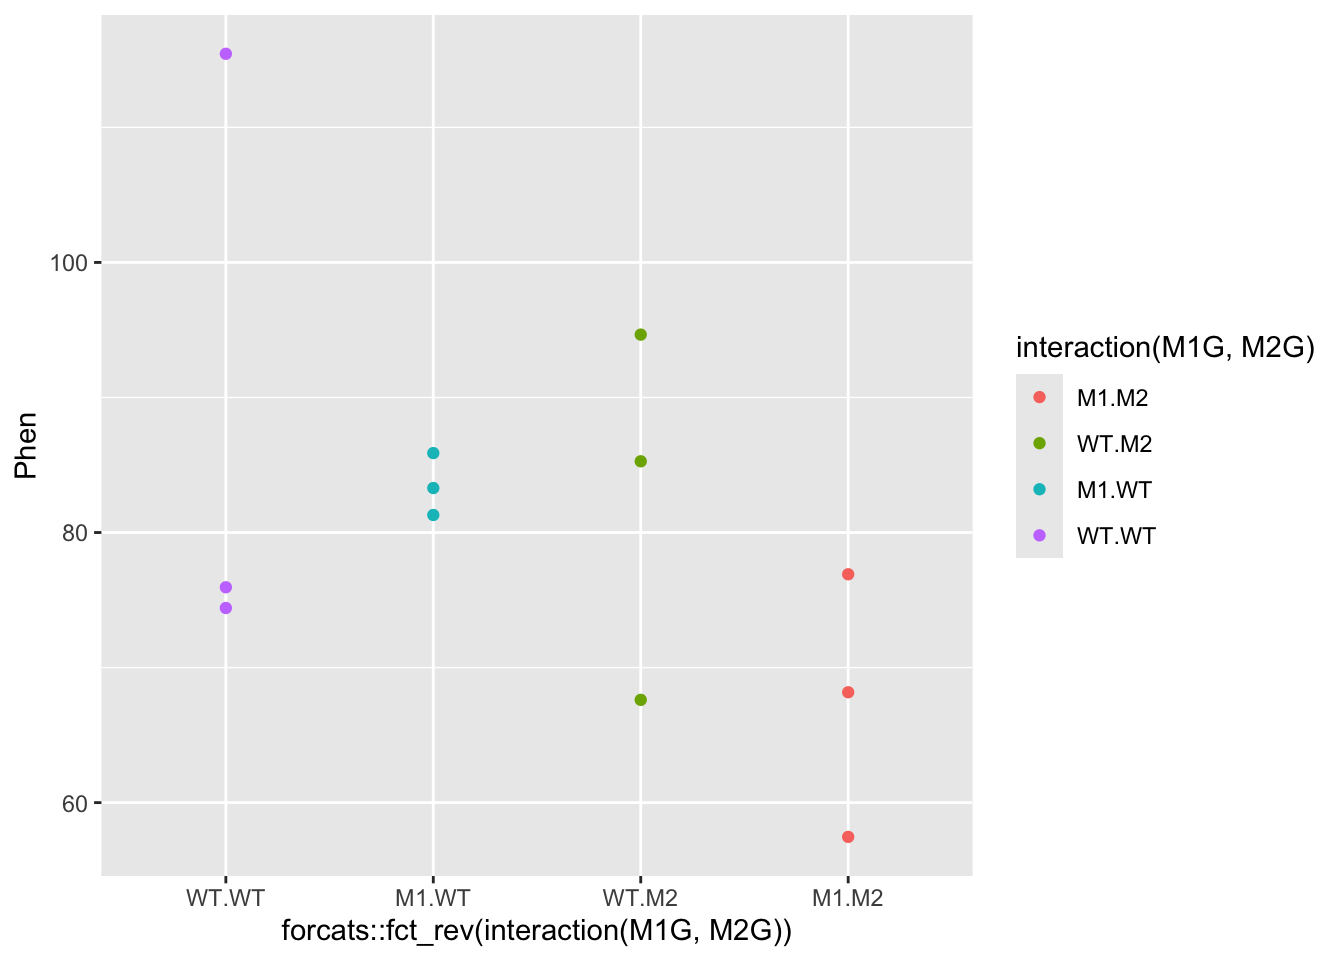 Phen
100
80
60
WT.WT
M1.WT
WT.M2
M1.M2
forcats::fct_rev(interaction(M1G, M2G))
interaction(M1G, M2G)
M1.M2
WT.M2
M1.WT
WT.WT